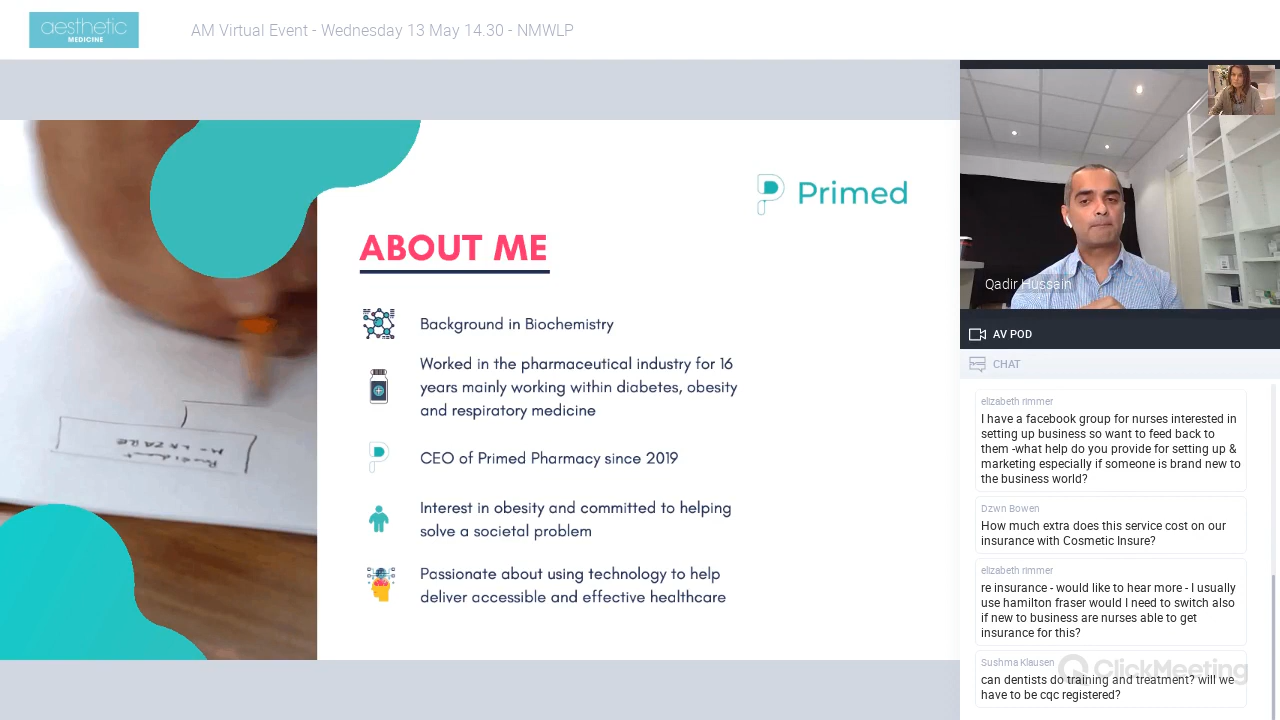 aesthetic
MEDICINE
AM Virtual Event - Wednesday 13 May 14.30 - NMWLP
Primed
ABOUT ME
Background in Biochemistry
Worked in the pharmaceutical industry for 16
years mainly working within diabetes, obesity
and respiratory medicine
CEO of Primed Pharmacy since 2019
Interest in obesity and committed to helping
solve a societal problem
Passionate about using technology to help
deliver accessible and effective healthcare
Qadir Hussain
AV POD
CHAT
elizabeth rimmer
I have a facebook group for nurses interested in
setting up business so want to feed back to
them -what help do you provide for setting up &
marketing especially if someone is brand new to
the business world?
Dzwn Bowen
How much extra does this service cost on our
insurance with Cosmetic Insure?
elizabeth rimmer
re insurance - would like to hear more - I usually
use hamilton fraser would I need to switch also
if new to business are nurses able to get
insurance for this?
Sushma Klausen
can dentists do training and treatment? will we
have to be cqc registered?
ClickMeeting